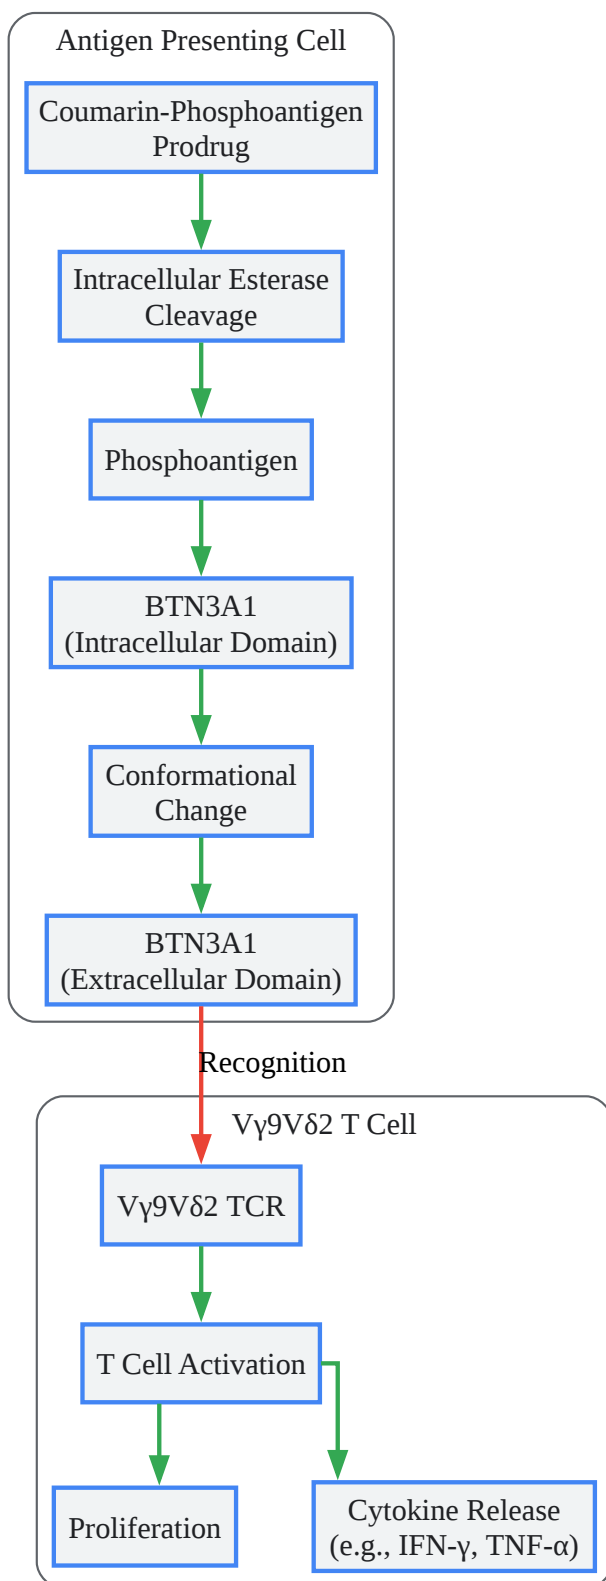 Antigen Presenting Cell
Coumarin-Phosphoantigen
Prodrug
Intracellular Esterase
Cleavage
Phosphoantigen
BTN3A1
(Intracellular Domain)
Conformational
Change
BTN3A1
(Extracellular Domain)
Recognition
Vγ9Vδ2 T Cell
Vγ9Vδ2 TCR
T Cell Activation
Proliferation
Cytokine Release
(e.g., IFN-γ, TNF-α)